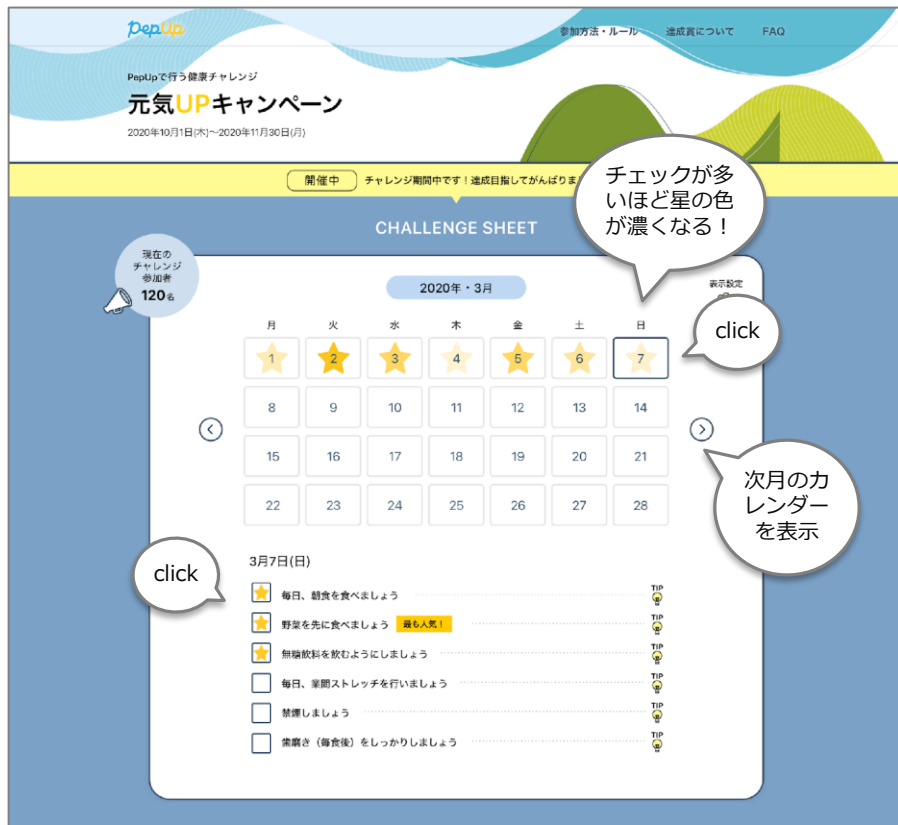 PepUp
参加方法・ルール 達成賞について FAQ
PepUpで行う健康チャレンジ
元気UPキャンペーン
2020年10月1日(木)〜2020年11月30日(月)
開催中 チャレンジ期間中です！達成目指してがんばりま
チェックが多
いほど星の色
が濃くなる！
CHALLENGE SHEET
現在の
チャレンジ
参加者
120名
2020年・3月
表示設定
click
月 火 水 木 金 土 日
1 2 3 4 5 6 7
8 9 10 11 12 13 14
15 16 17 18 19 20 21
22 23 24 25 26 27 28
次月のカ
レンダー
を表示
click
3月7日(日)
毎日、朝食を食べましょう TIP
野菜を先に食べましょう 最も人気！ TIP
無糖飲料を飲むようにしましょう TIP
毎日、業間ストレッチを行いましょう TIP
禁煙しましょう TIP
歯磨き（毎食後）をしっかりしましょう TIP